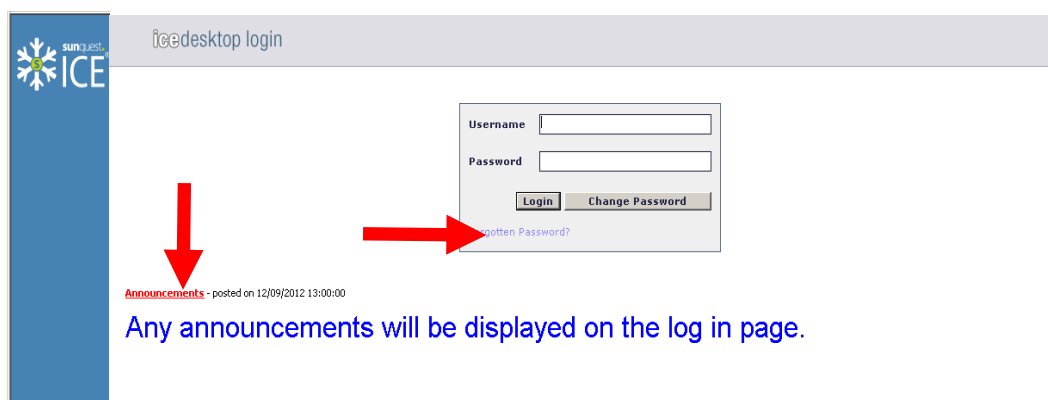 sunquest
ICE
icedesktop login
Username
Password
Login Change Password
Forgotten Password?
Announcements - posted on 12/09/2012 13:00:00
Any announcements will be displayed on the log in page.